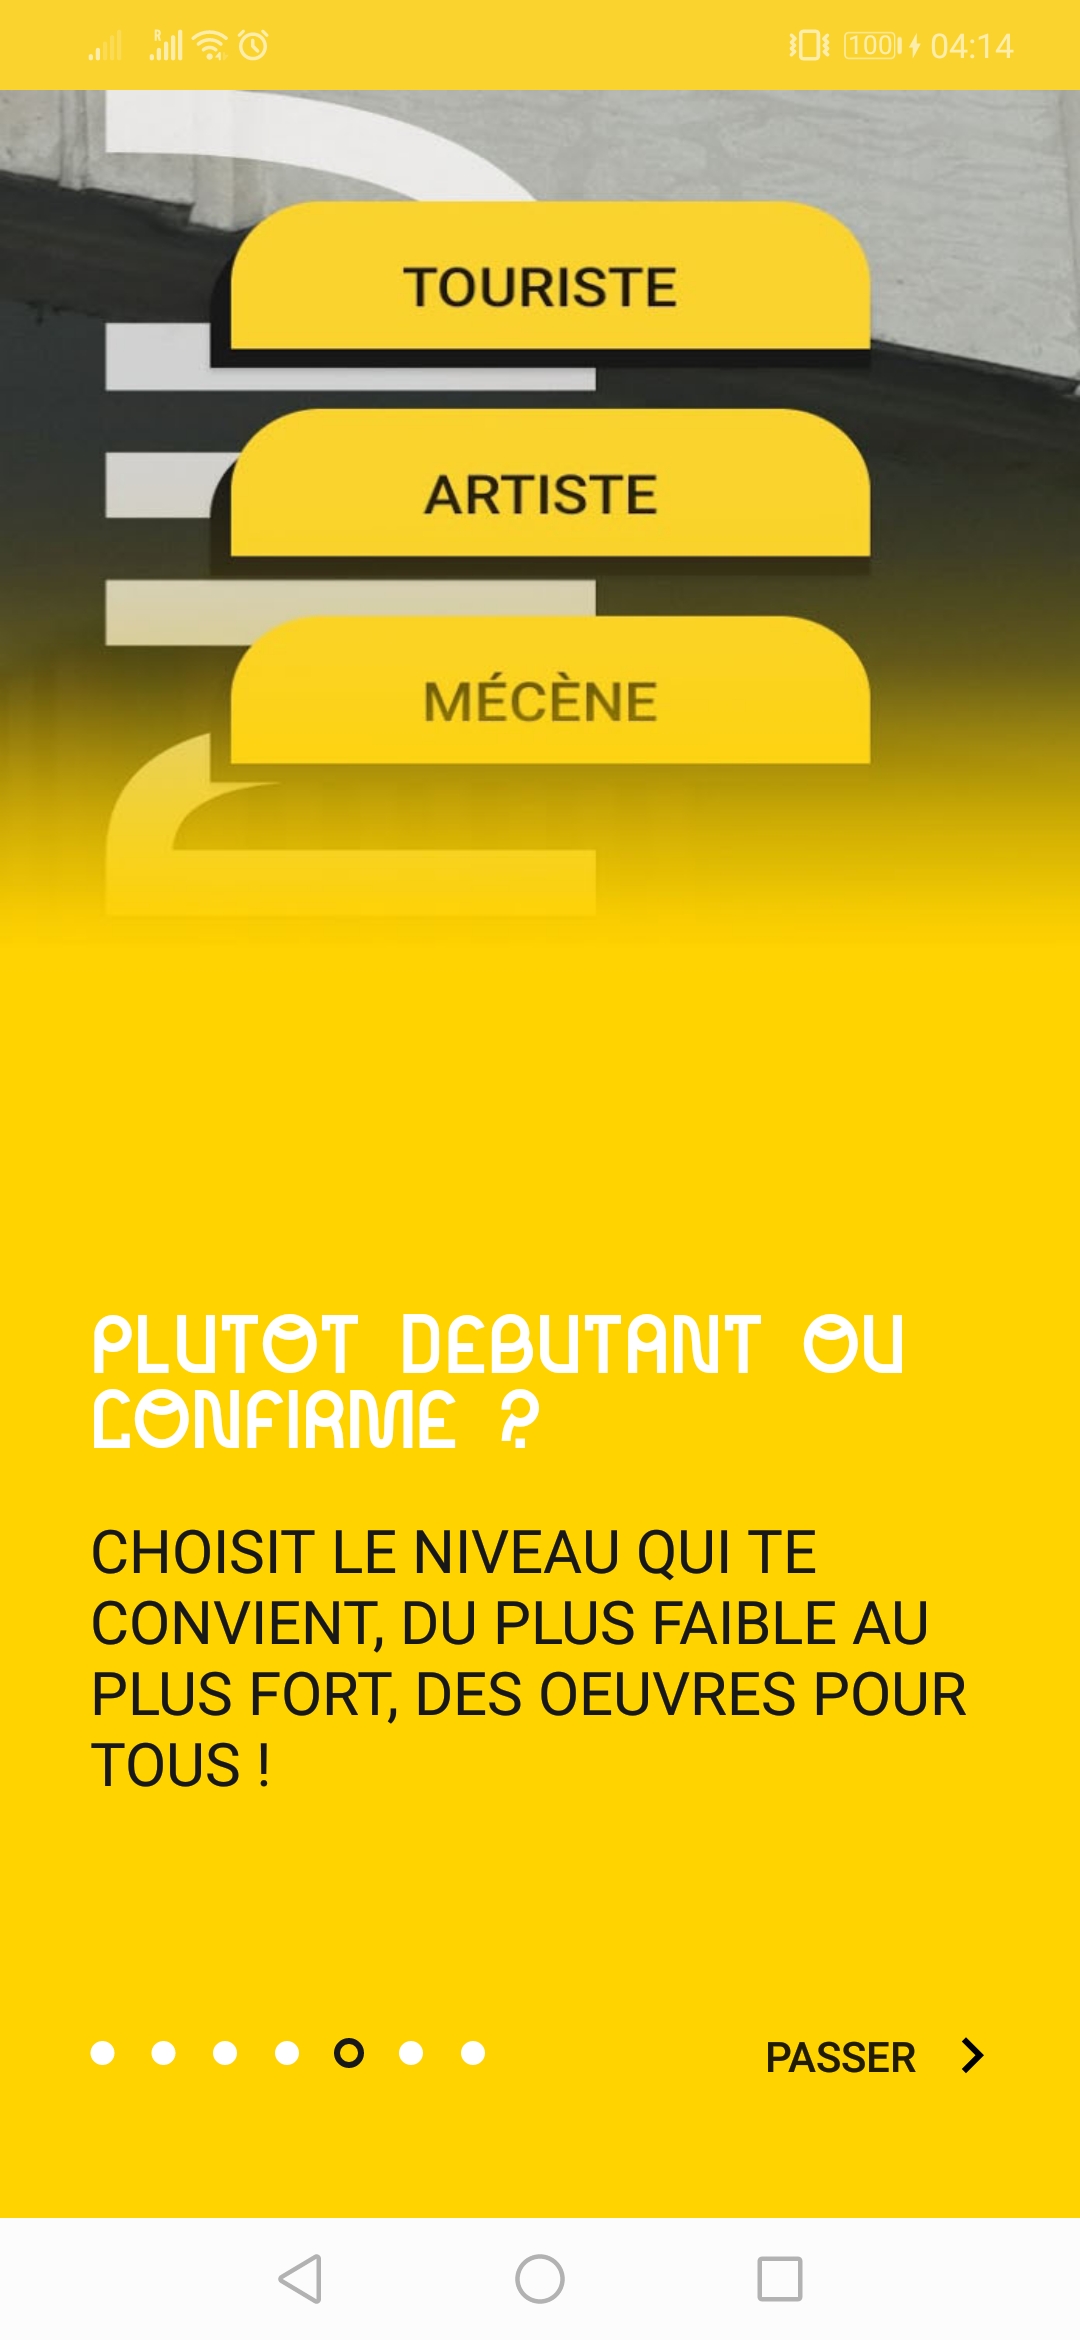 R
100
04:14
TOURISTE
ARTISTE
MÉCÈNE
PLUTOT DEBUTANT OU
CONFIRME ?
CHOISIT LE NIVEAU QUI TE
CONVIENT, DU PLUS FAIBLE AU
PLUS FORT, DES OEUVRES POUR
TOUS !
PASSER